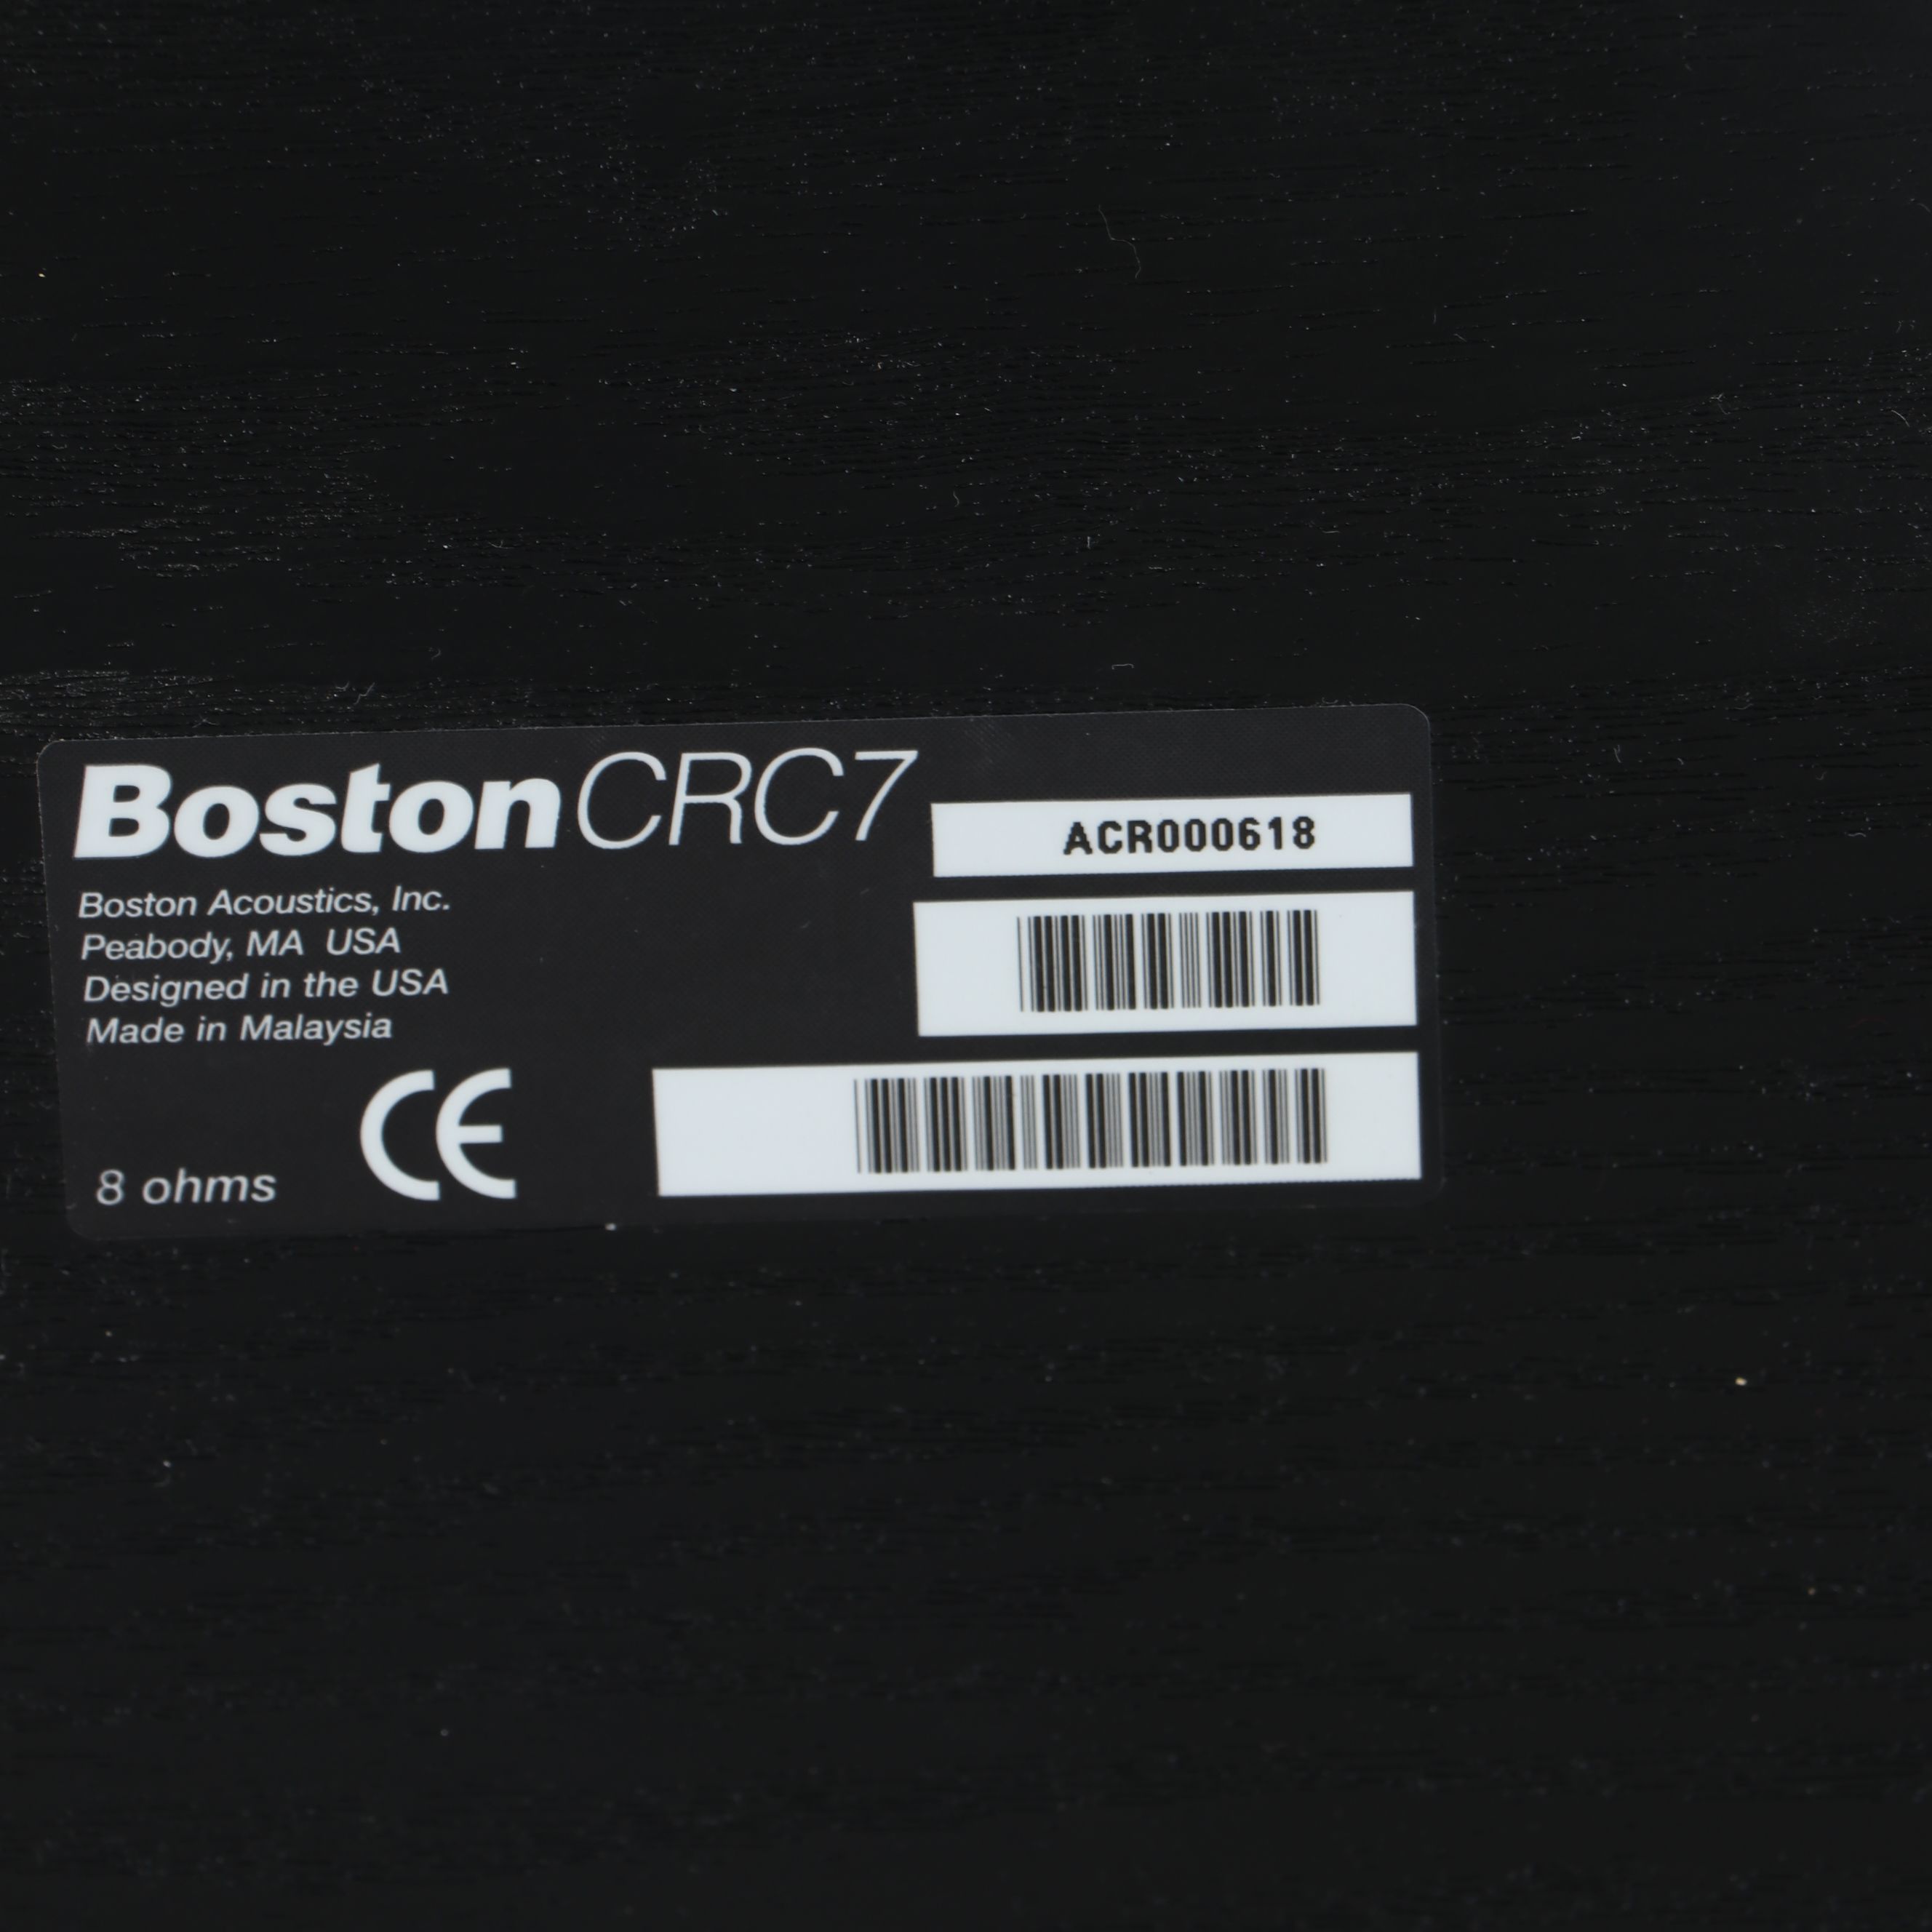 Boston CRC7
ACR000618
Boston Acoustics, Inc.
Peabody, MA  USA
Designed in the USA
Made in Malaysia
CE
8 ohms